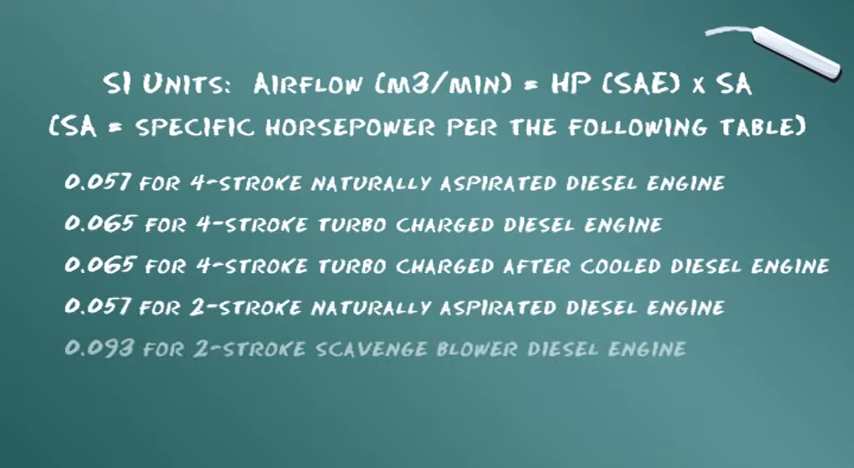 SI UNITS: AIRFLOW (M3/MIN) = HP (SAE) X SA
(SA = SPECIFIC HORSEPOWER PER THE FOLLOWING TABLE)
0.057 FOR 4-STROKE NATURALLY ASPIRATED DIESEL ENGINE
0.065 FOR 4-STROKE TURBO CHARGED DIESEL ENGINE
0.065 FOR 4-STROKE TURBO CHARGED AFTER COOLED DIESEL ENGINE
0.057 FOR 2-STROKE NATURALLY ASPIRATED DIESEL ENGINE
0.093 FOR 2-STROKE SCAVENGE BLOWER DIESEL ENGINE